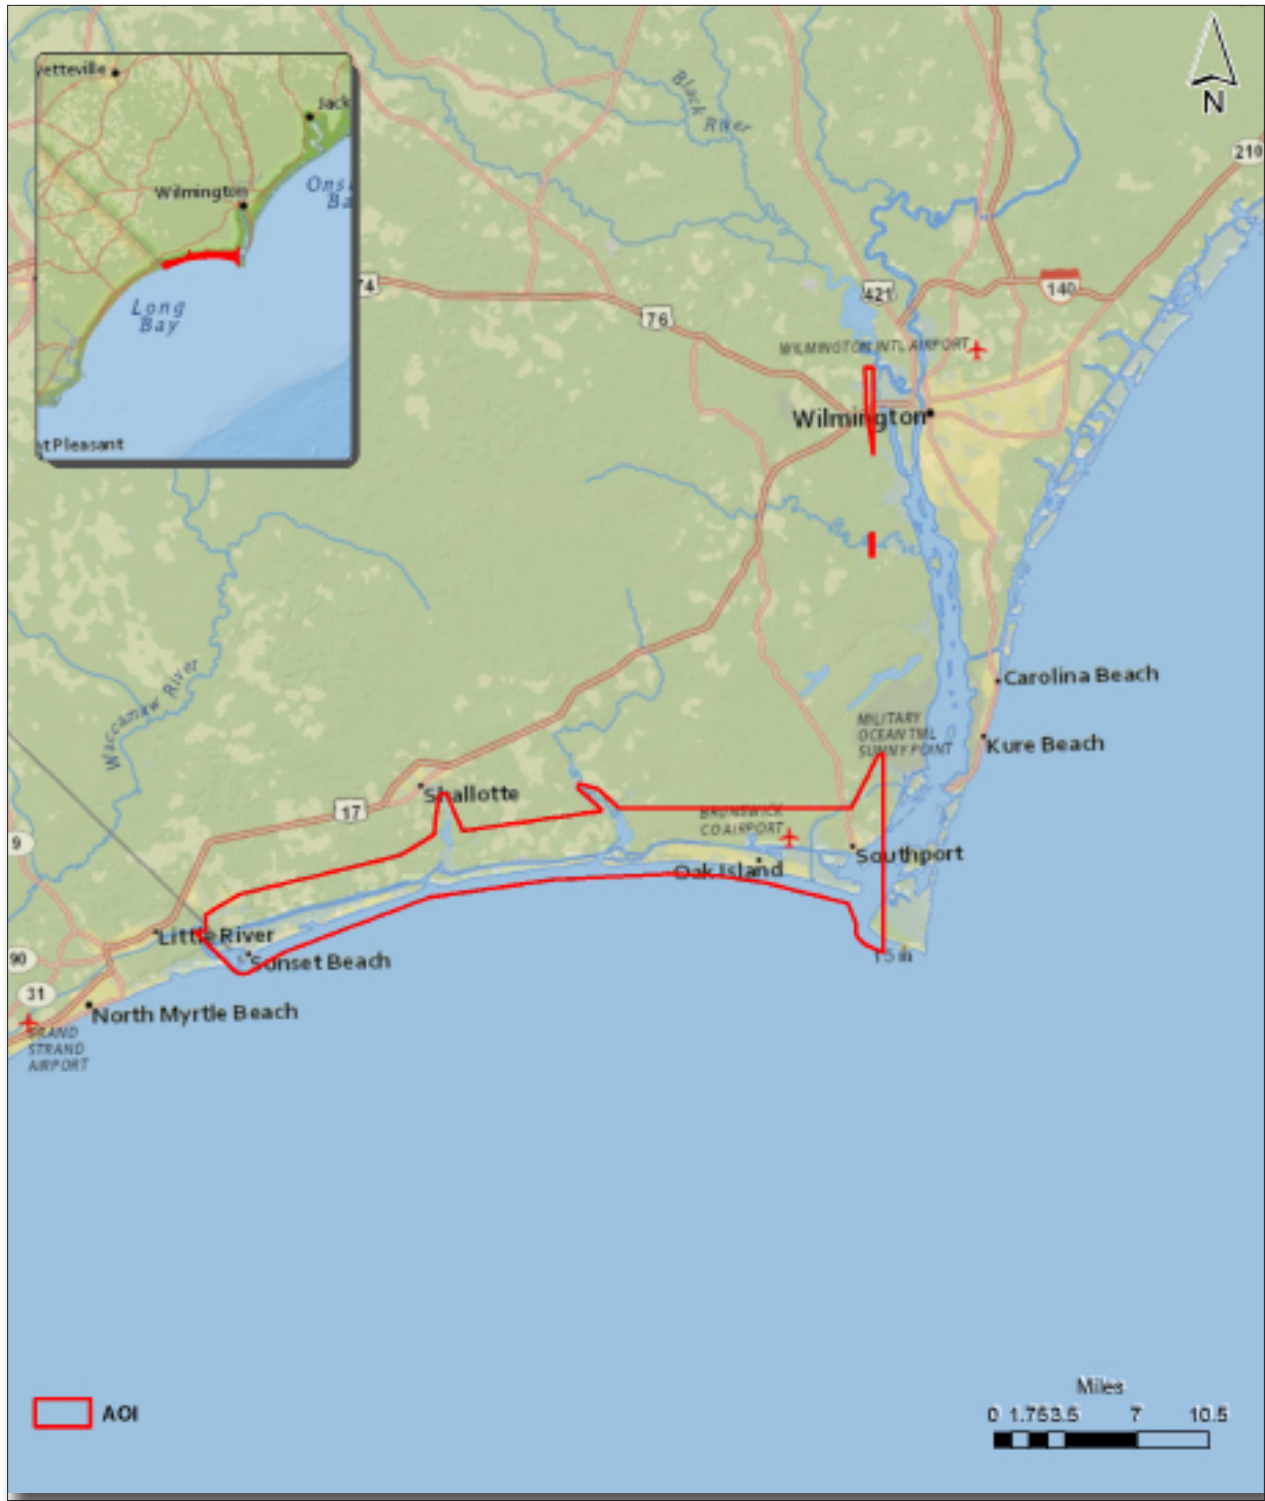 N
yetteville
Jack
Wilmington
Ons
Ba
Long
Bay
t Pleasant
Black River
210
74
76
421
140
WILMINGTON INTL AIRPORT
Wilmington
Waccamaw River
Carolina Beach
MILITARY
OCEAN TML
SUNNY POINT
Kure Beach
Shallotte
17
BRUNSWICK
CO AIRPORT
9
Southport
Oak Island
Little River
Sunset Beach
90
31
North Myrtle Beach
GRAND
STRAND
AIRPORT
AOI
Miles
0 1.753.5 7 10.5